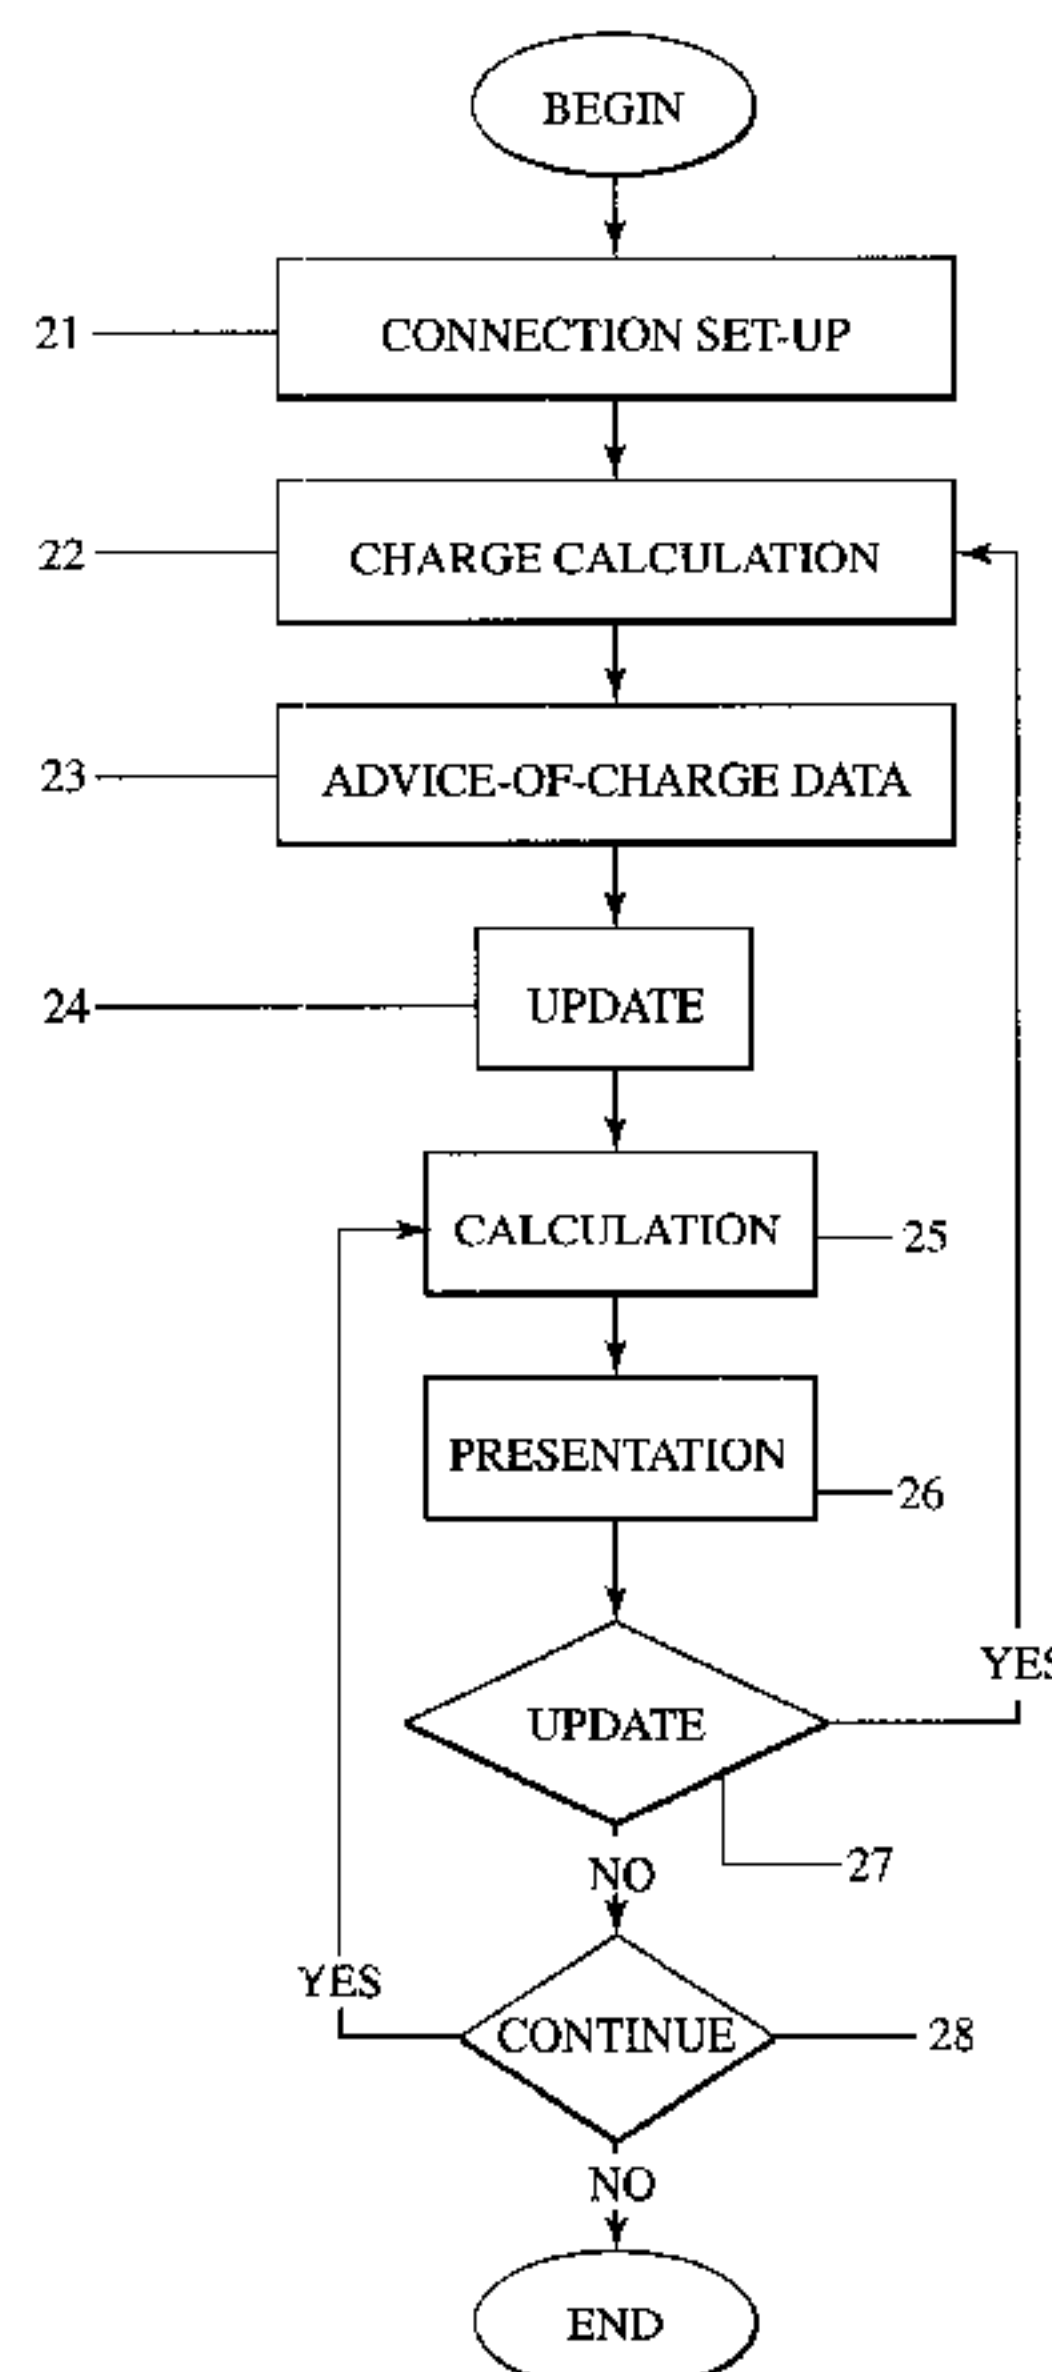 BEGIN
21
CONNECTION SET-UP
22
CHARGE CALCULATION
23
ADVICE-OF-CHARGE DATA
24
UPDATE
CALCULATION
25
PRESENTATION
26
YES
UPDATE
27
NO
YES
CONTINUE
28
NO
END